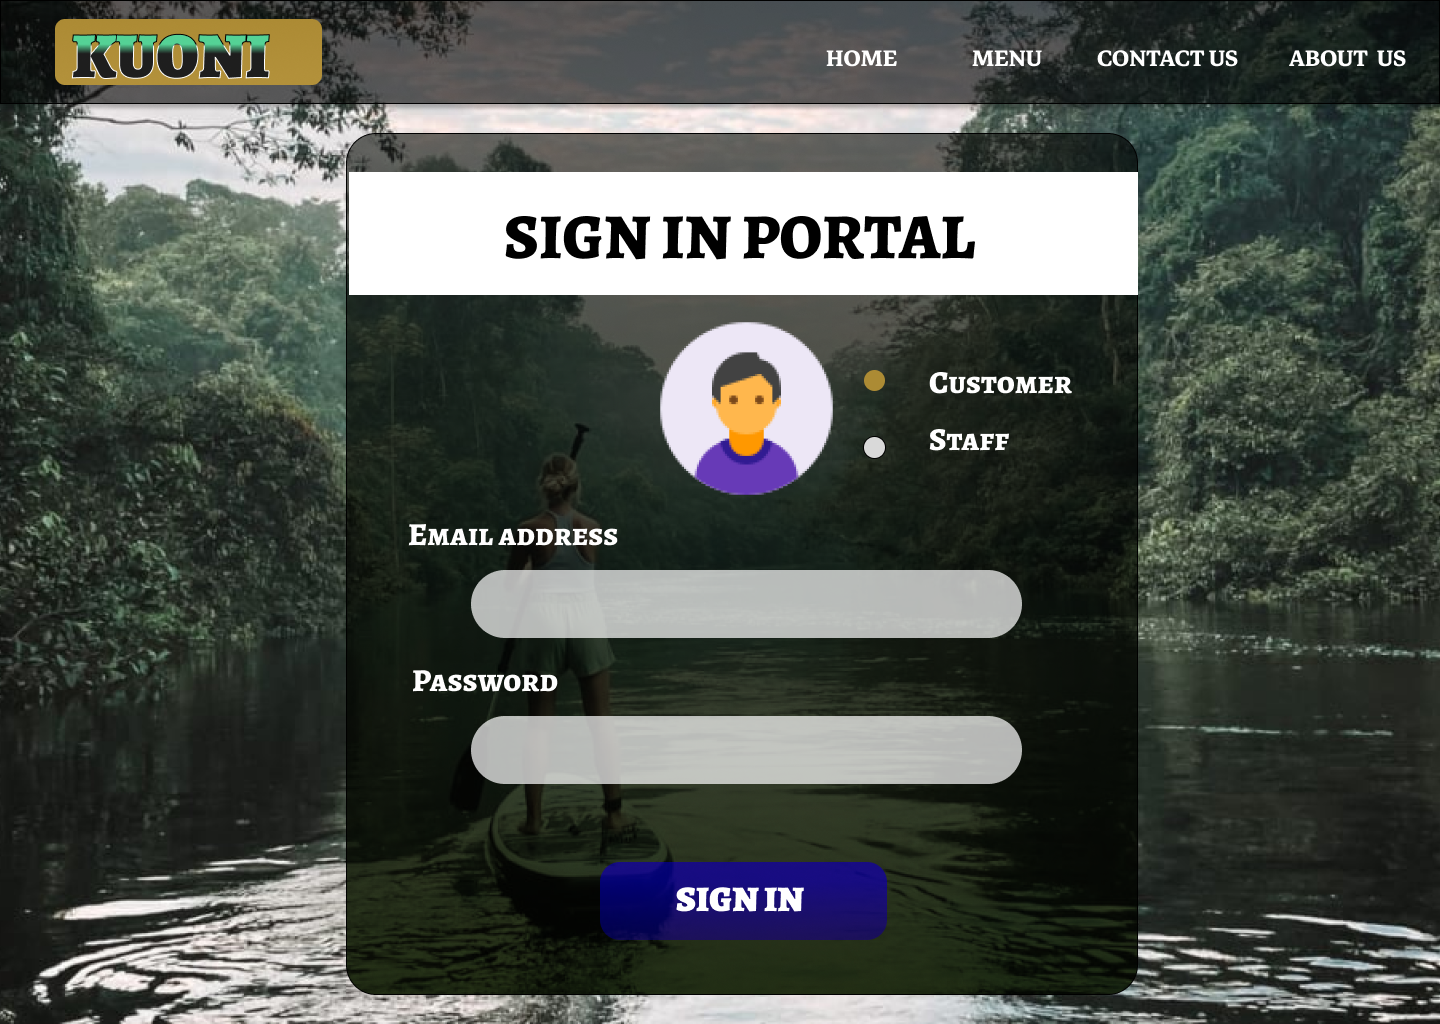 KUONI
HOME MENU CONTACT US ABOUT US
SIGN IN PORTAL
Customer
Staff
Email address
Password
SIGN IN